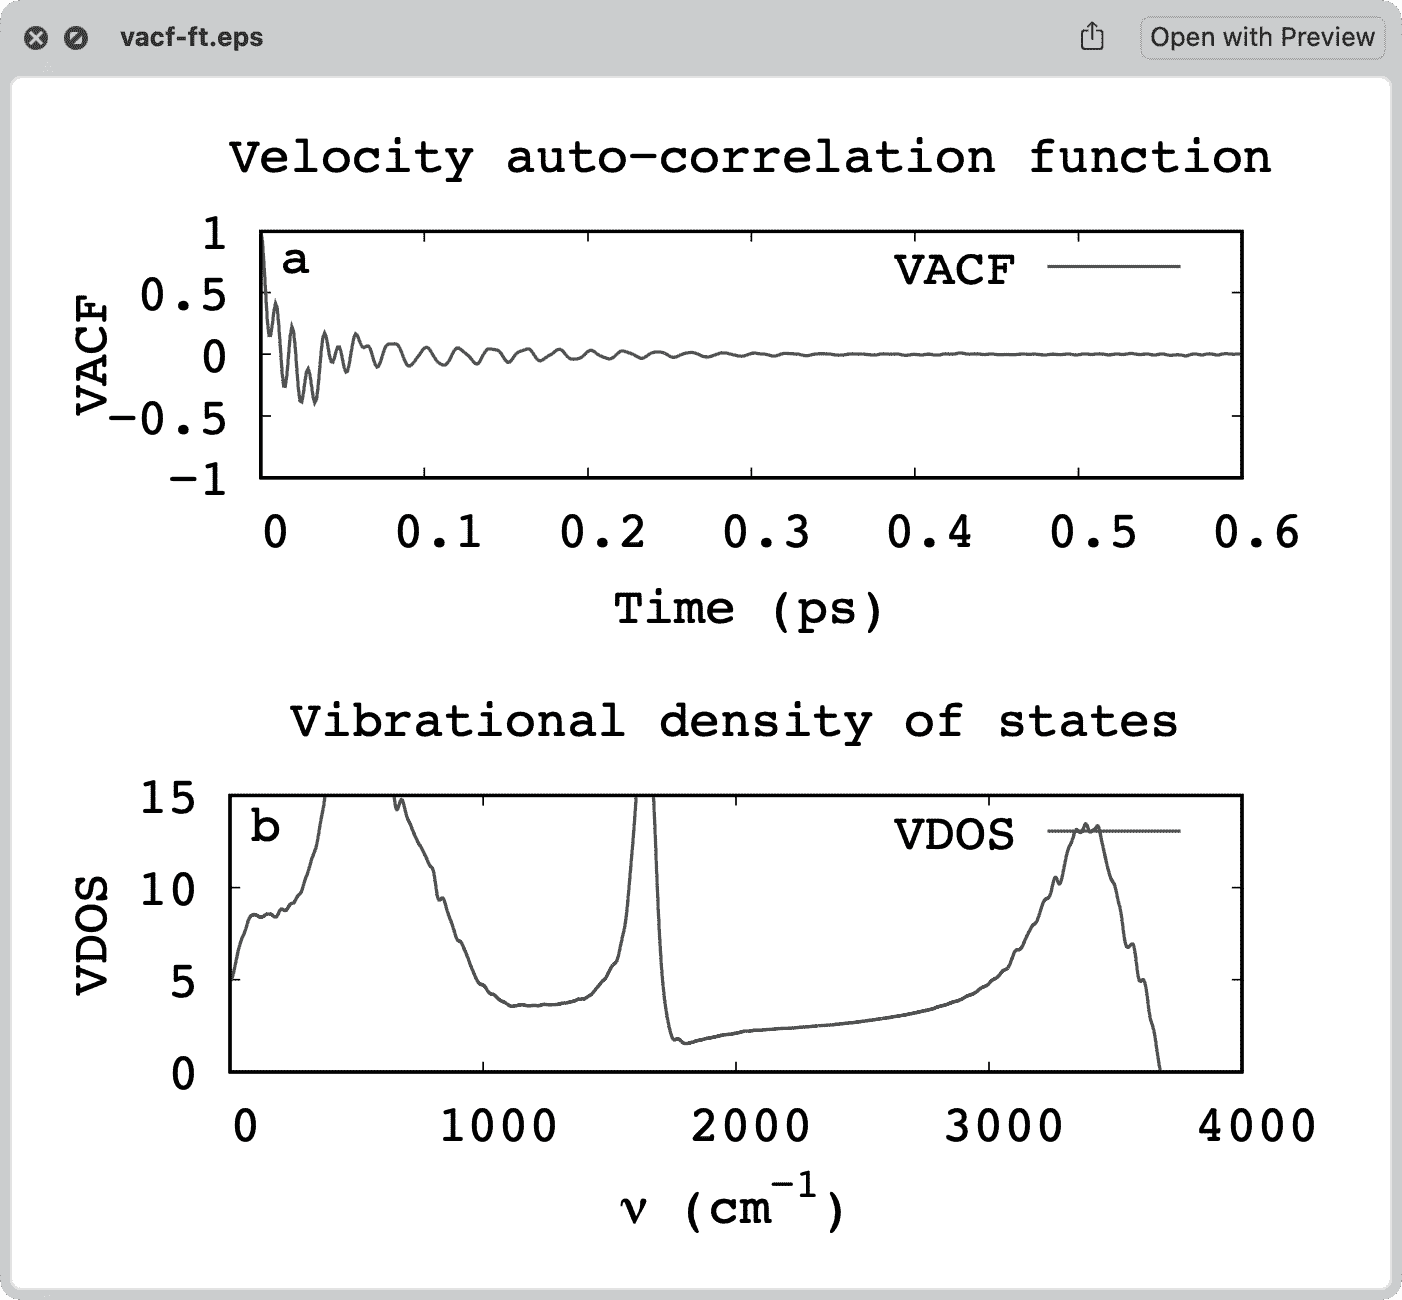 vacf-ft.eps
Open with Preview
Velocity auto-correlation function
1
0.5
0
-0.5
-1
VACF
a
VACF
0 0.1 0.2 0.3 0.4 0.5 0.6
Time (ps)
Vibrational density of states
15
10
5
0
VDOS
b
VDOS
0 1000 2000 3000 4000
ν (cm⁻¹)